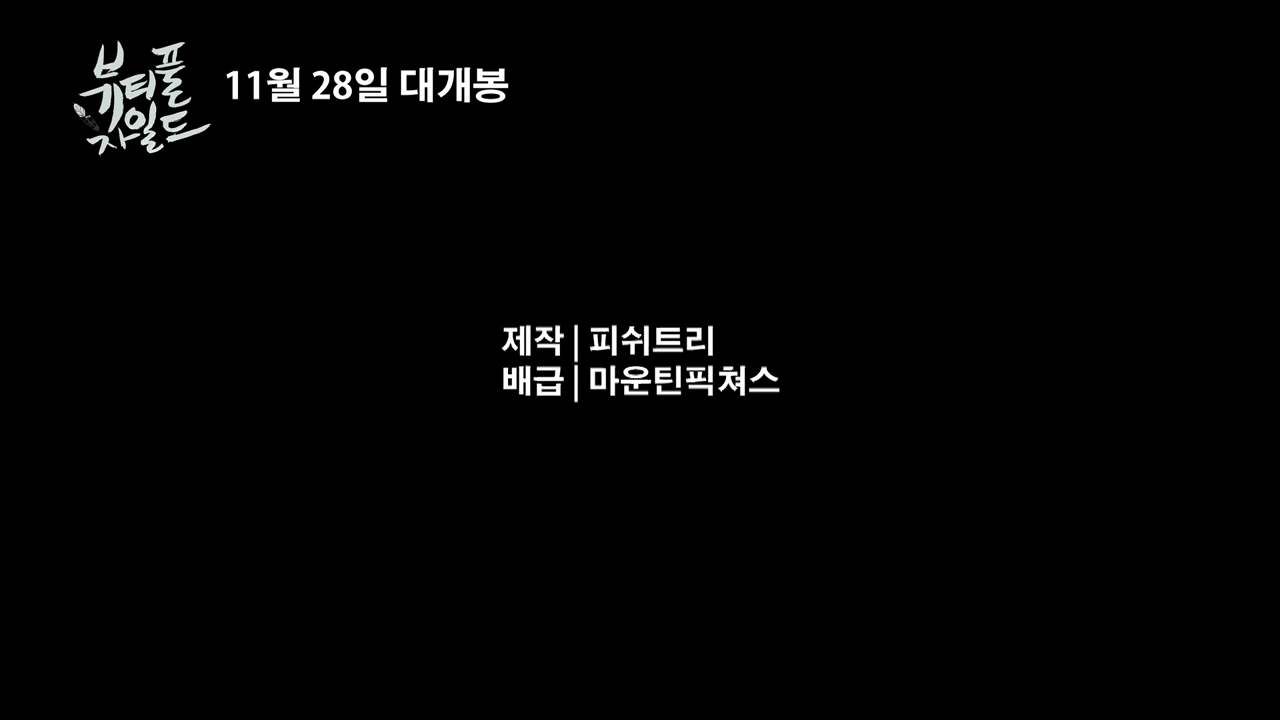 뷰티풀
차일드
11월 28일 대개봉
제작 | 피쉬트리
배급 | 마운틴픽쳐스